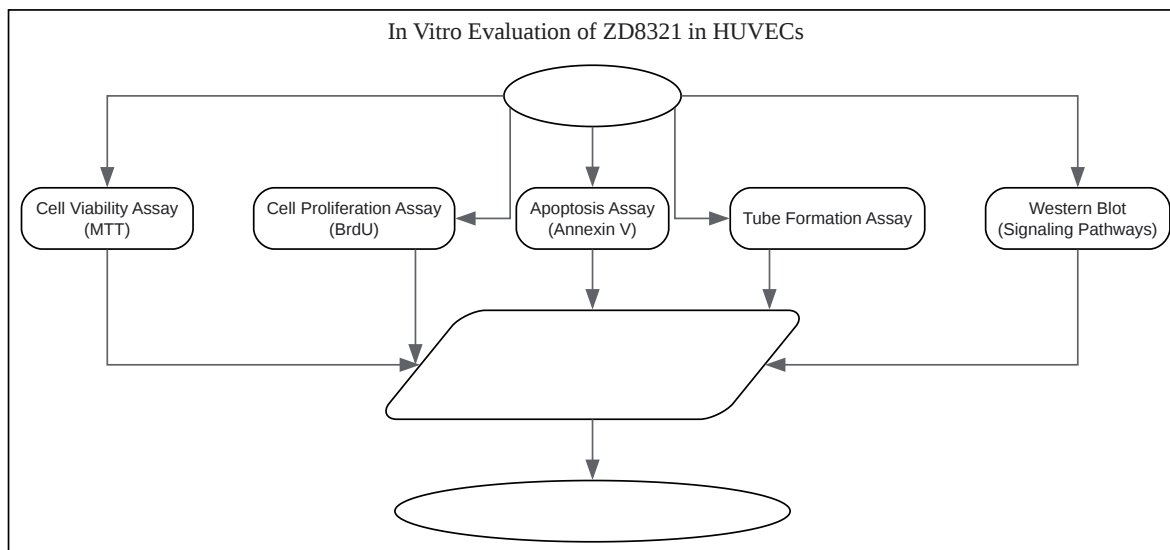 In Vitro Evaluation of ZD8321 in HUVECs
Cell Viability Assay
(MTT)
Cell Proliferation Assay
(BrdU)
Apoptosis Assay
(Annexin V)
Tube Formation Assay
Western Blot
(Signaling Pathways)